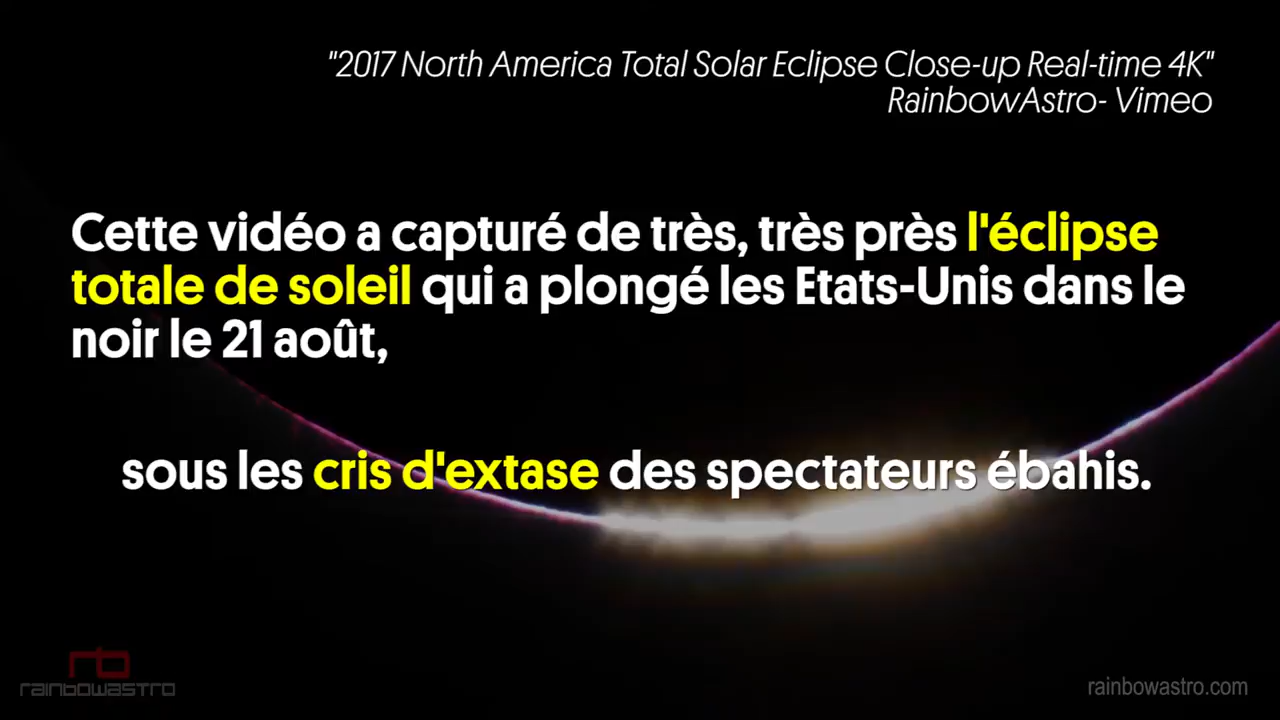 "2017 North America Total Solar Eclipse Close-up Real-time 4K"
RainbowAstro- Vimeo
Cette vidéo a capturé de très, très près l'éclipse
totale de soleil qui a plongé les Etats-Unis dans le
noir le 21 août,
sous les cris d'extase des spectateurs ébahis.
rb
rainbowastro
rainbowastro.com